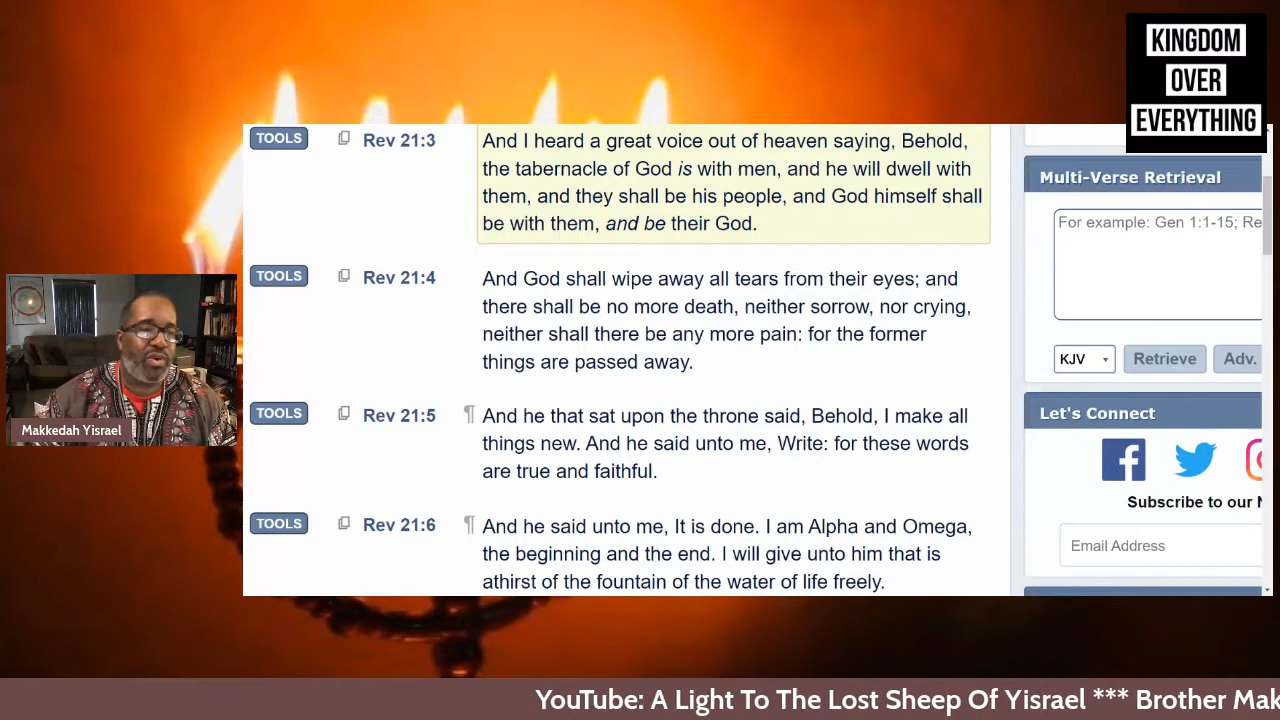 KINGDOM
OVER
EVERYTHING
TOOLS
Rev 21:3
And I heard a great voice out of heaven saying, Behold,
the tabernacle of God is with men, and he will dwell with
them, and they shall be his people, and God himself shall
be with them, and be their God.
TOOLS
Rev 21:4
And God shall wipe away all tears from their eyes; and
there shall be no more death, neither sorrow, nor crying,
neither shall there be any more pain: for the former
things are passed away.
TOOLS
Rev 21:5
¶ And he that sat upon the throne said, Behold, I make all
things new. And he said unto me, Write: for these words
are true and faithful.
TOOLS
Rev 21:6
¶ And he said unto me, It is done. I am Alpha and Omega,
the beginning and the end. I will give unto him that is
athirst of the fountain of the water of life freely.
Multi-Verse Retrieval
For example: Gen 1:1-15; Re
KJV
Retrieve
Adv.
Let's Connect
Subscribe to our
Email Address
Makkedah Yisrael
YouTube: A Light To The Lost Sheep Of Yisrael *** Brother Mak